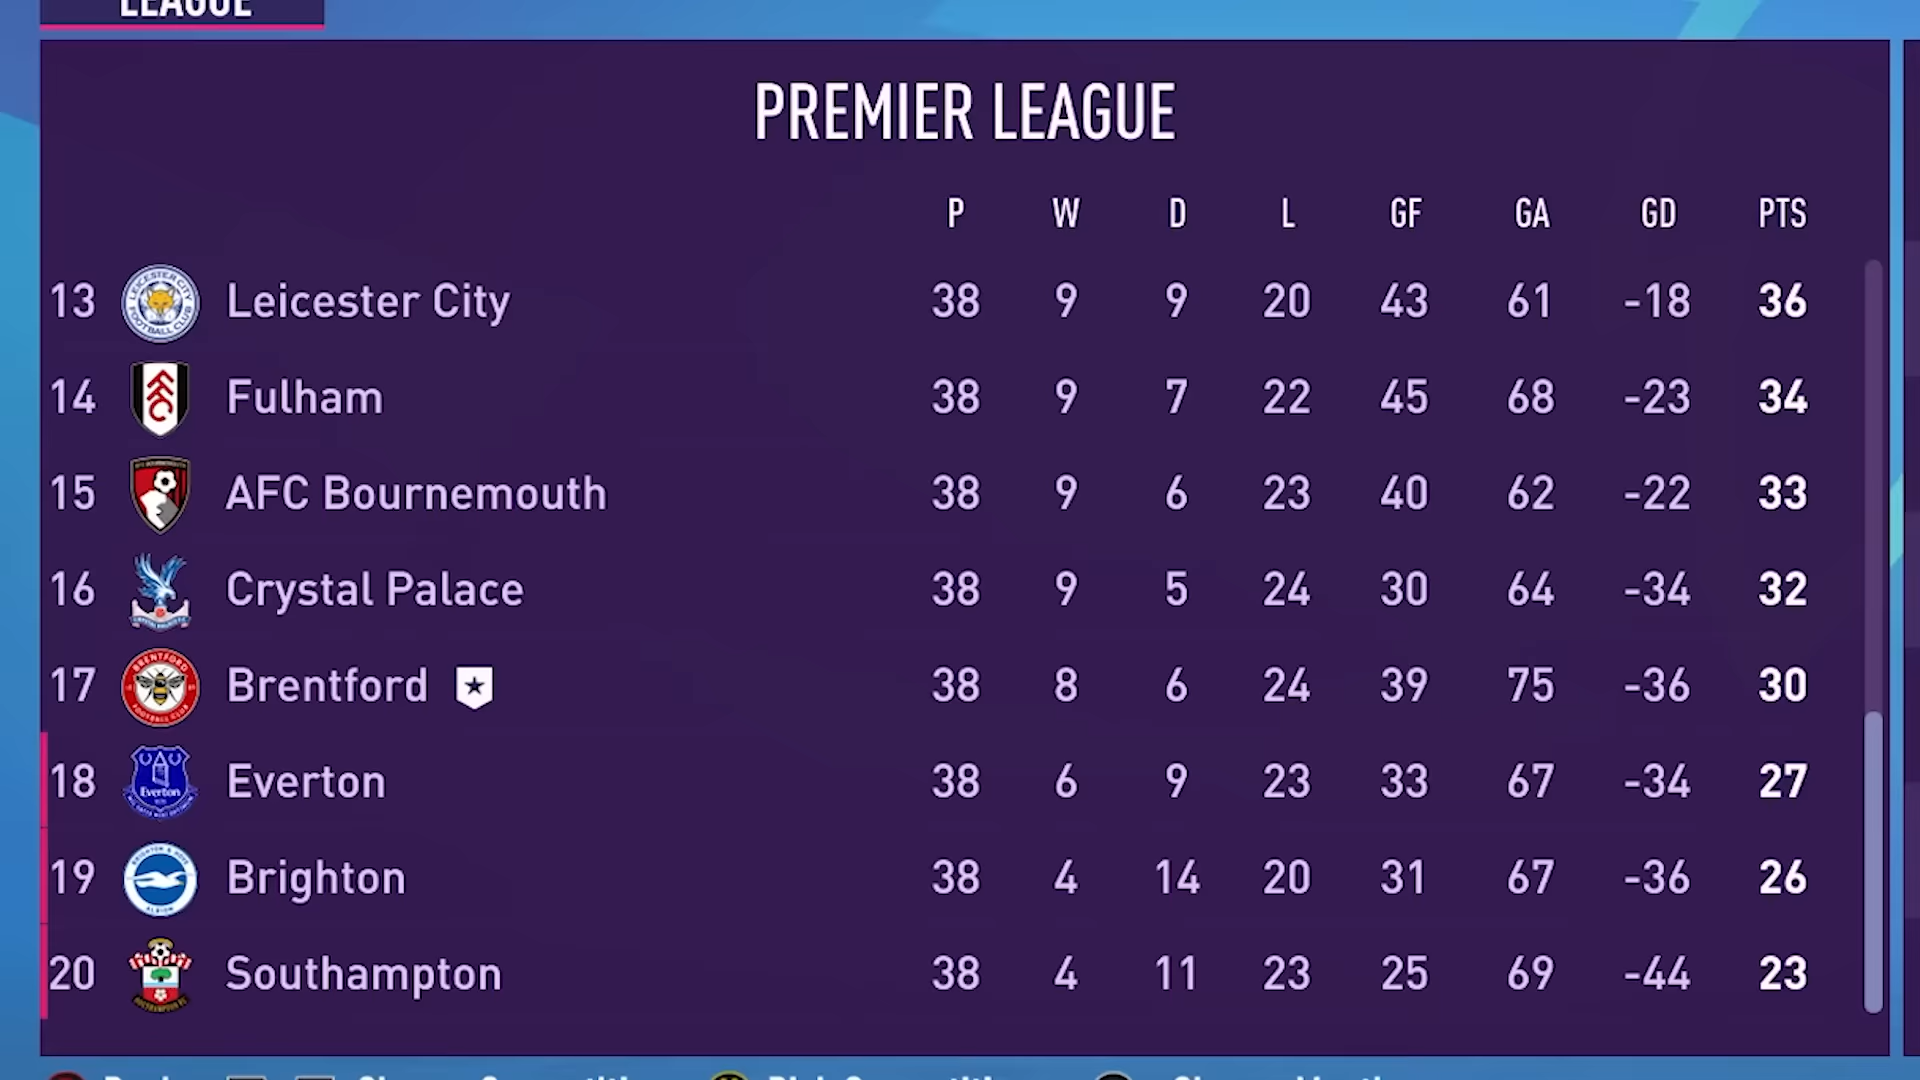 LEAGUE
PREMIER LEAGUE
P W D L GF GA GD PTS
13 Leicester City 38 9 9 20 43 61 -18 36
14 Fulham 38 9 7 22 45 68 -23 34
15 AFC Bournemouth 38 9 6 23 40 62 -22 33
16 Crystal Palace 38 9 5 24 30 64 -34 32
17 Brentford 38 8 6 24 39 75 -36 30
18 Everton 38 6 9 23 33 67 -34 27
19 Brighton 38 4 14 20 31 67 -36 26
20 Southampton 38 4 11 23 25 69 -44 23